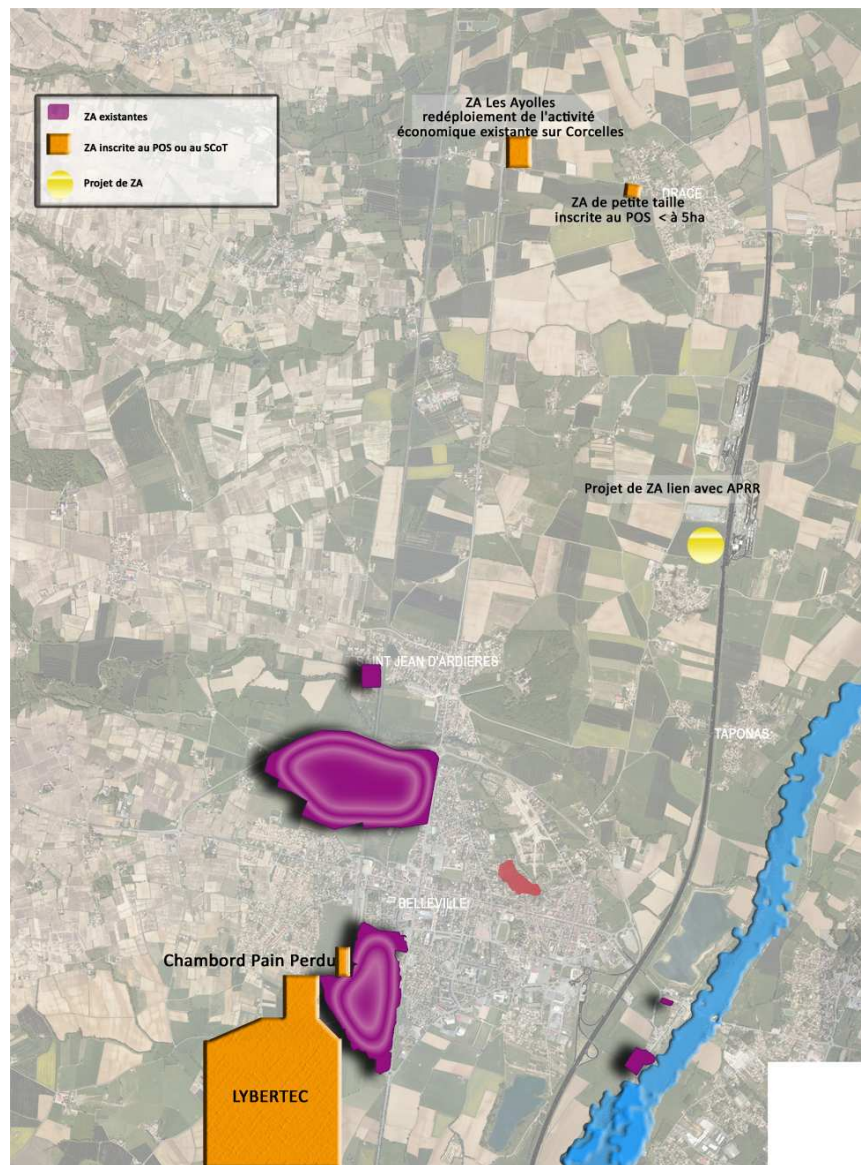 ZA existantes
ZA inscrite au POS ou au SCoT
Projet de ZA
ZA Les Ayolles
redéploiement de l'activité
économique existante sur Corcelles
DRACE
ZA de petite taille
inscrite au POS < à 5ha
Projet de ZA lien avec APRR
SAINT JEAN D'ARDIERES
TAPONAS
BELLEVILLE
Chambord Pain Perdu
LYBERTEC